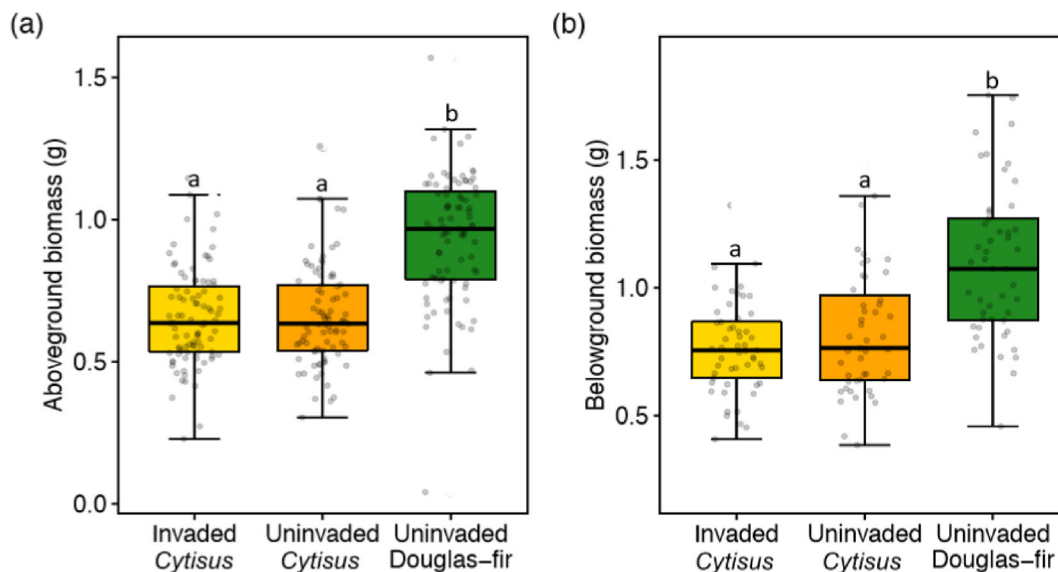 (a)
Aboveground biomass (g)
1.5
1.0
0.5
0.0
a
a
b
Invaded
Cytisus
Uninvaded
Cytisus
Uninvaded
Douglas-fir
(b)
Belowground biomass (g)
1.5
1.0
0.5
a
a
b
Invaded
Cytisus
Uninvaded
Cytisus
Uninvaded
Douglas-fir